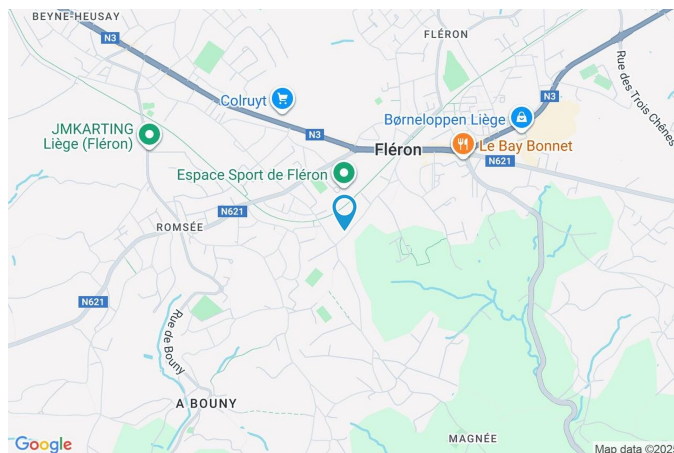 BEYNE-HEUSAY
N3
FLÉRON
Rue des Trois Chênes
Colruyt
N3
Børneloppen Liège
JMKARTING
Liège (Fléron)
N3
Fléron
Le Bay Bonnet
N621
Espace Sport de Fléron
N621
ROMSÉE
N621
Rue de Bouny
A BOUNY
MAGNÉE
Google
Map data ©2025